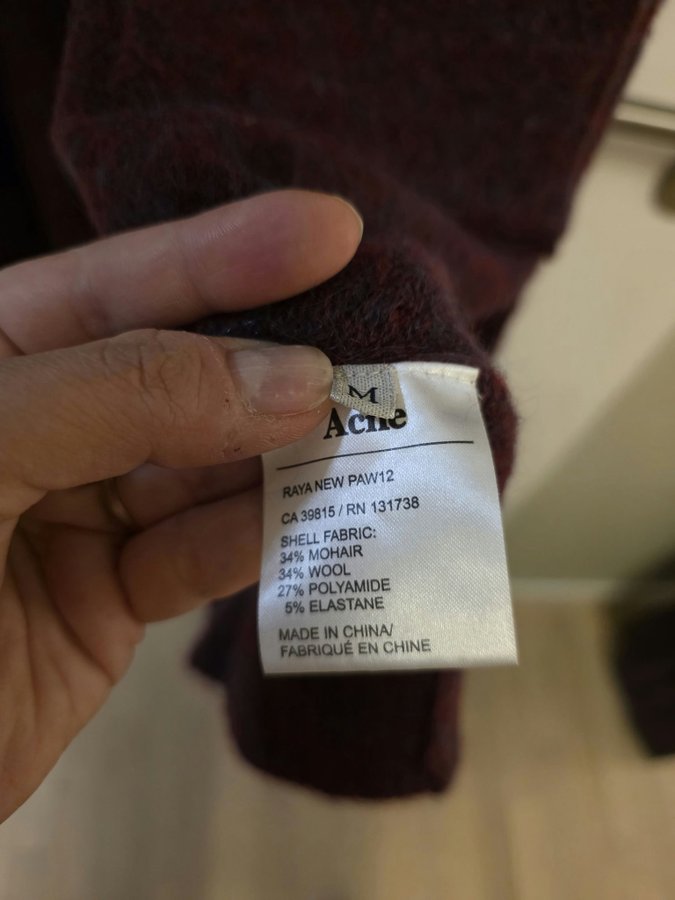 M
Acne
RAYA NEW PAW12
CA 39815 / RN 131738
SHELL FABRIC:
34% MOHAIR
34% WOOL
27% POLYAMIDE
5% ELASTANE
MADE IN CHINA/
FABRIQUÉ EN CHINE